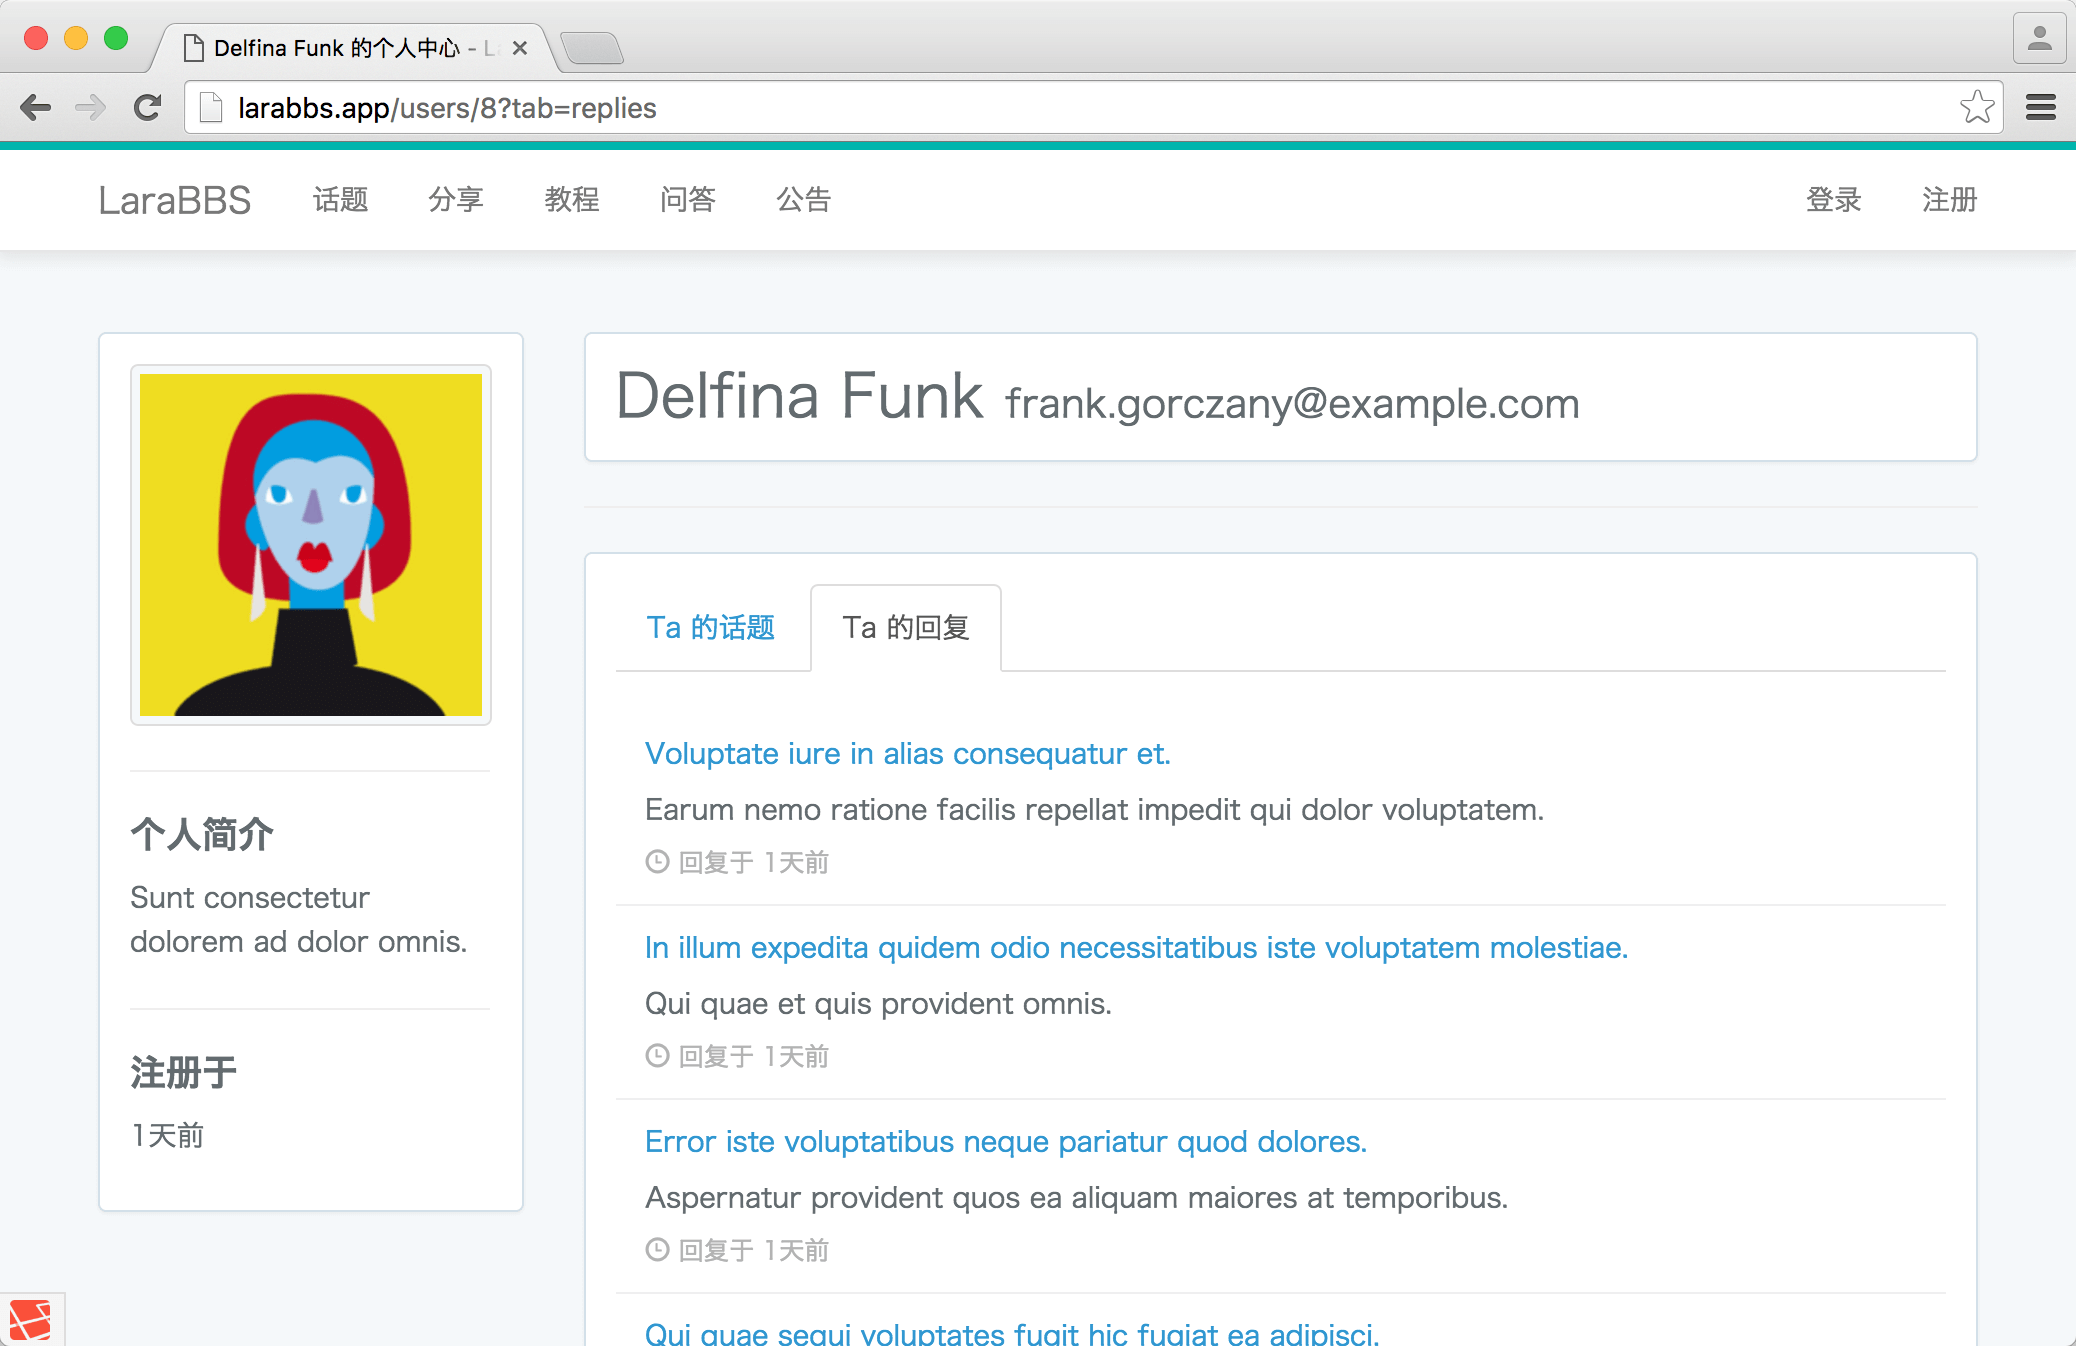 Delfina Funk 的个人中心 - L
larabbs.app/users/8?tab=replies
LaraBBS 话题 分享 教程 问答 公告 登录 注册
个人简介
Sunt consectetur
dolorem ad dolor omnis.
注册于
1天前
Delfina Funk frank.gorczany@example.com
Ta 的话题 Ta 的回复
Voluptate iure in alias consequatur et.
Earum nemo ratione facilis repellat impedit qui dolor voluptatem.
回复于 1天前
In illum expedita quidem odio necessitatibus iste voluptatem molestiae.
Qui quae et quis provident omnis.
回复于 1天前
Error iste voluptatibus neque pariatur quod dolores.
Aspernatur provident quos ea aliquam maiores at temporibus.
回复于 1天前
Qui quae sequi voluptates fugit hic fugiat ea adipisci.